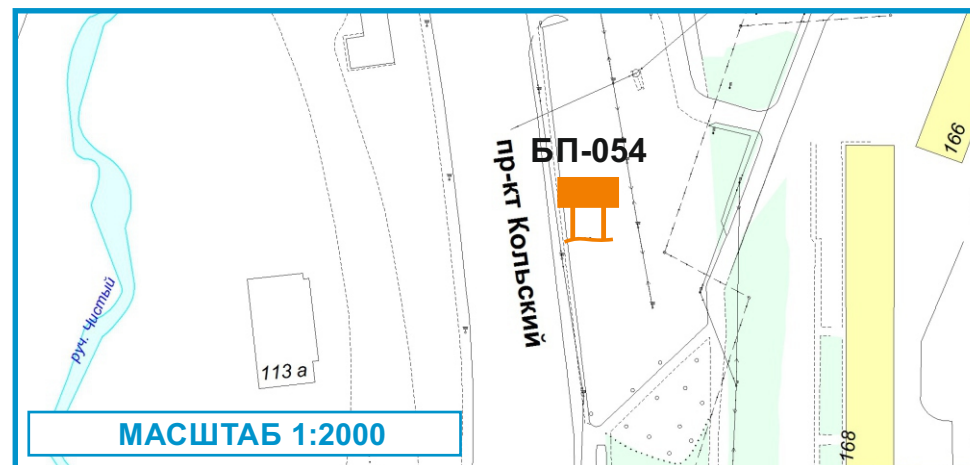 166
БП-054
пр-кт Кольский
руч. Чистый
113 а
МАСШТАБ 1:2000
168